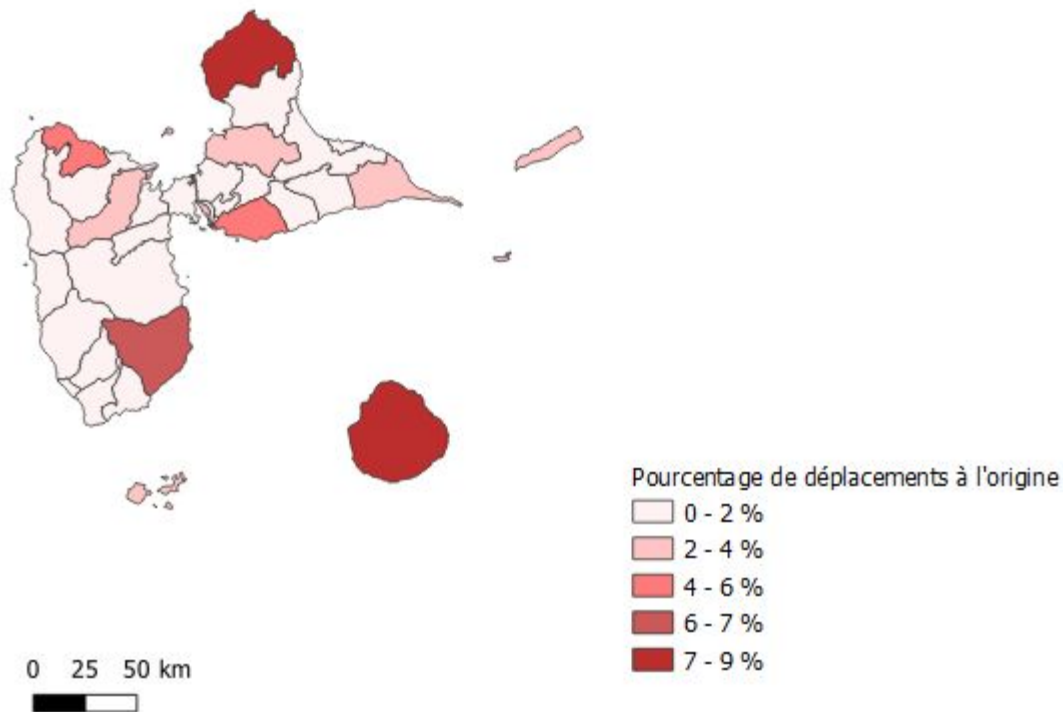 Pourcentage de déplacements à l'origine
0 - 2 %
2 - 4 %
4 - 6 %
6 - 7 %
7 - 9 %
0 25 50 km